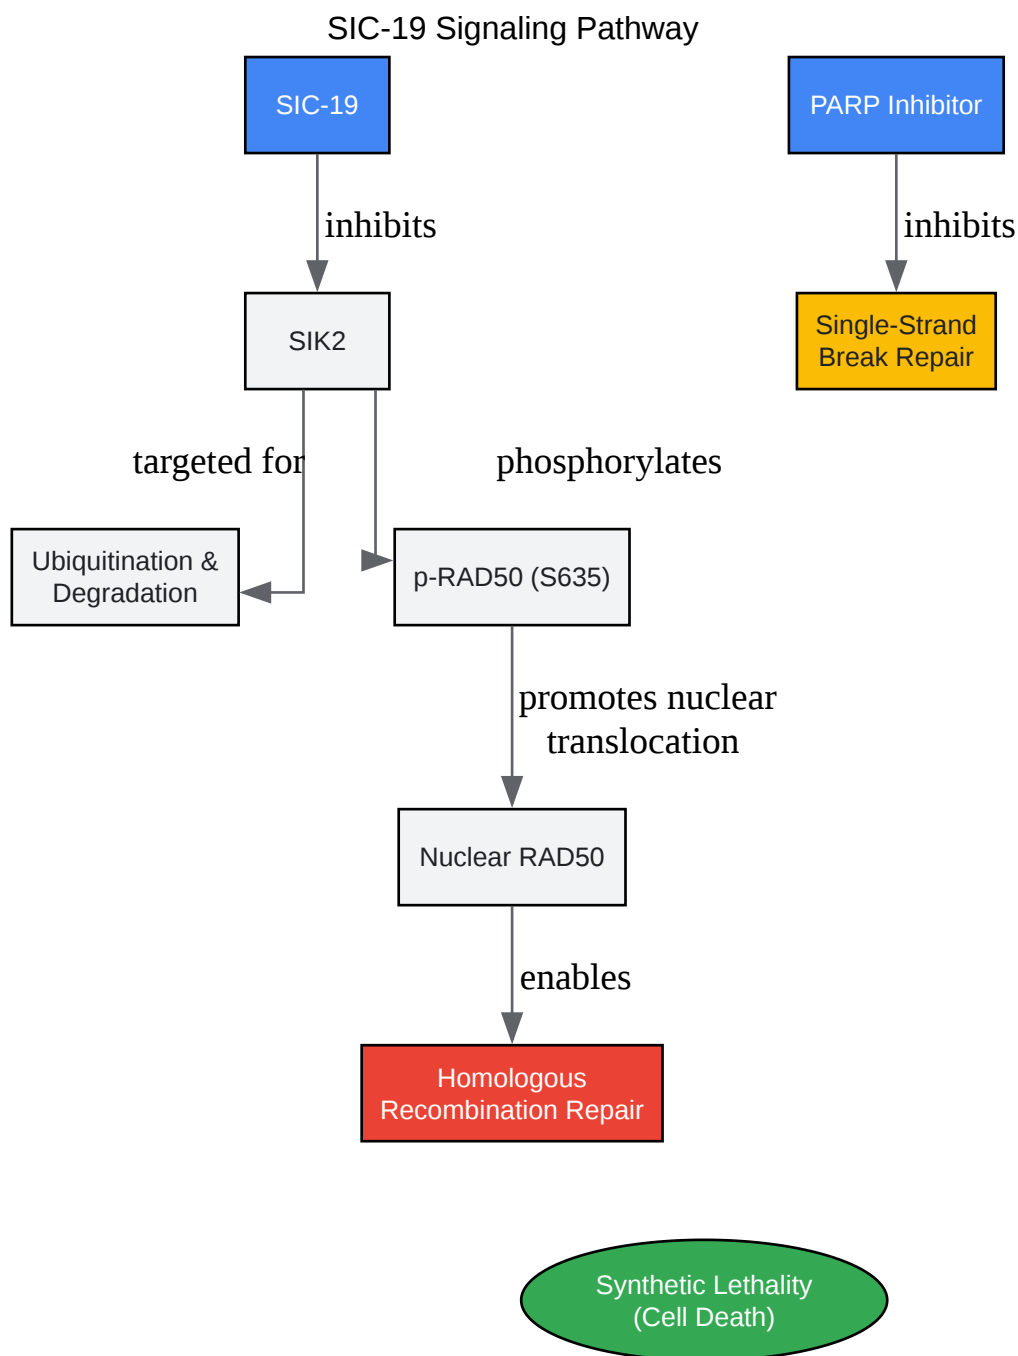 SIC-19 Signaling Pathway
SIC-19
PARP Inhibitor
inhibits
inhibits
SIK2
Single-Strand
Break Repair
targeted for
phosphorylates
Ubiquitination &
Degradation
p-RAD50 (S635)
promotes nuclear
translocation
Nuclear RAD50
enables
Homologous
Recombination Repair
Synthetic Lethality
(Cell Death)